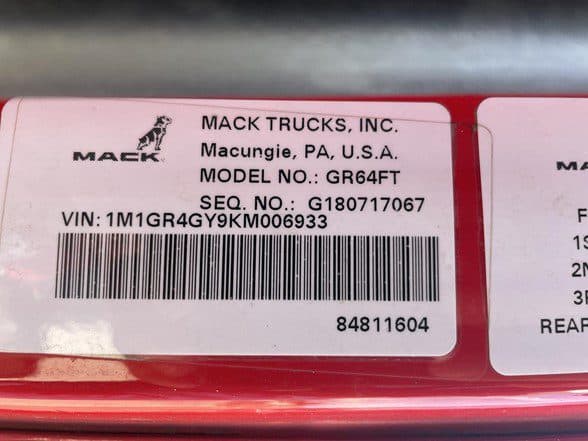 MACK
MACK TRUCKS, INC.
Macungie, PA, U.S.A.
MODEL NO.: GR64FT
SEQ. NO.: G180717067
VIN: 1M1GR4GY9KM006933
84811604
MA
F
1S
2N
3R
REAR